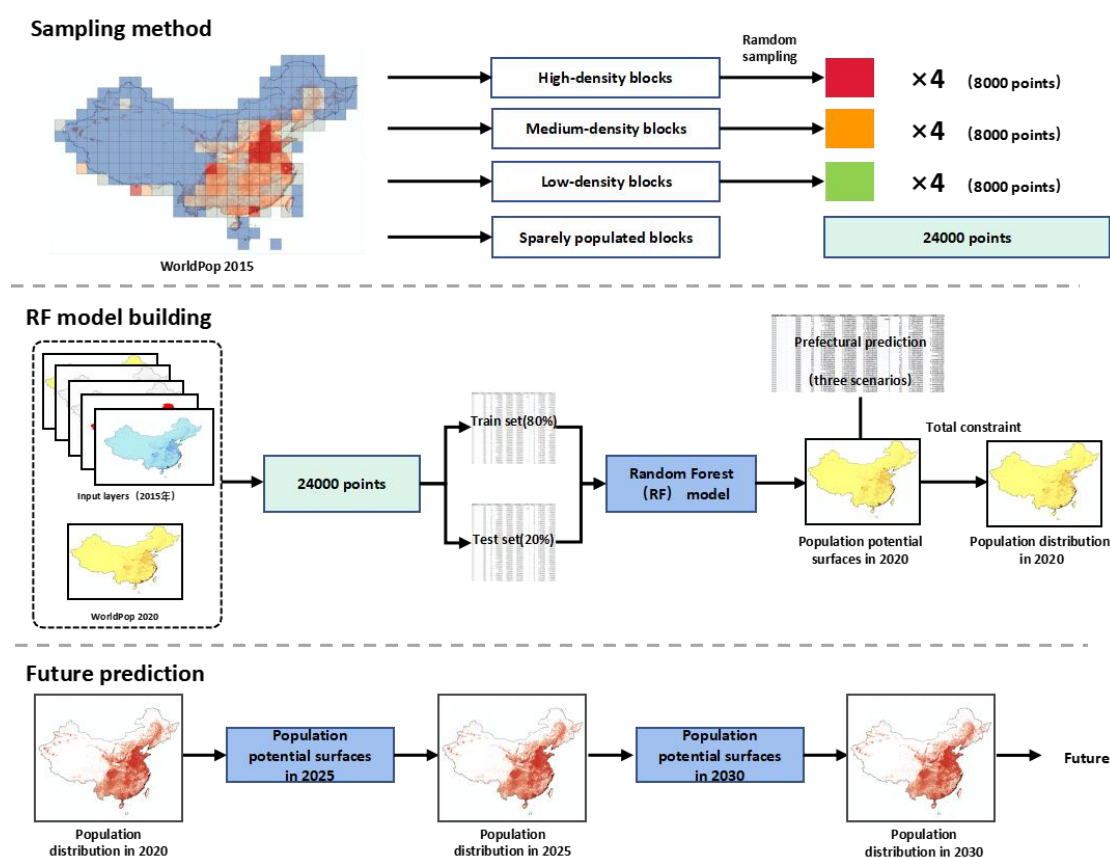 Sampling method
Ramdom
sampling
High-density blocks
×4 (8000 points)
Medium-density blocks
×4 (8000 points)
Low-density blocks
×4 (8000 points)
Sparely populated blocks
24000 points
WorldPop 2015
RF model building
Input layers (2015年)
WorldPop 2020
24000 points
Train set(80%)
Test set(20%)
Random Forest
(RF) model
Prefectural prediction
(three scenarios)
Total constraint
Population potential
surfaces in 2020
Population distribution
in 2020
Future prediction
Population
distribution in 2020
Population
potential surfaces
in 2025
Population
distribution in 2025
Population
potential surfaces
in 2030
Population
distribution in 2030
Future